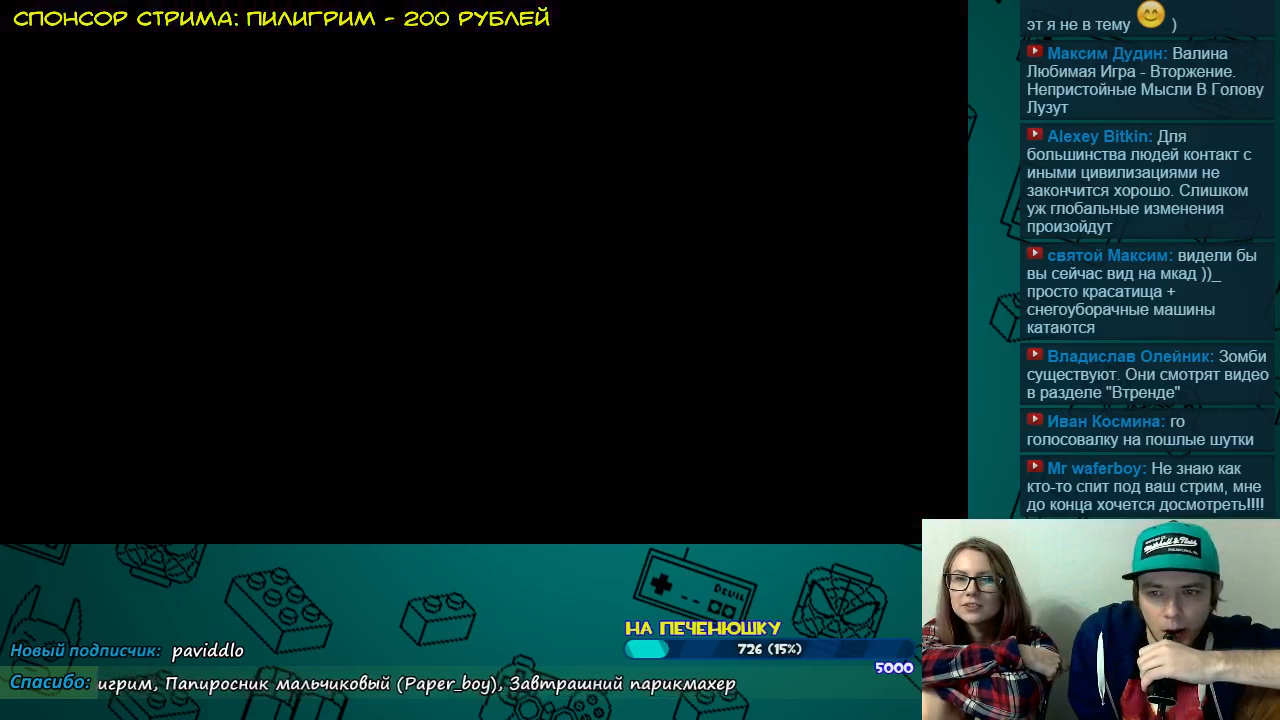 СПОНСОР СТРИМА: ПИЛИГРИМ - 200 РУБЛЕЙ
эт я не в тему 😊 )
Максим Дудин: Валина
Любимая Игра - Вторжение.
Непристойные Мысли В Голову
Лузут
Alexey Bitkin: Для
большинства людей контакт с
иными цивилизациями не
закончится хорошо. Слишком
уж глобальные изменения
произойдут
святой Максим: видели бы
вы сейчас вид на мкад ))_
просто красатища +
снегоуборачные машины
катаются
Владислав Олейник: Зомби
существуют. Они смотрят видео
в разделе "Втренде"
Иван Космина: го
голосовалку на пошлые шутки
Mr waferboy: Не знаю как
кто-то спит под ваш стрим, мне
до конца хочется досмотреть!!!!
DEVIL
НА ПЕЧЕНЮШКУ
726 (15%)
5000
Новый подписчик: paviddlo
Спасибо: игрим, Папиросник мальчиковый (Paper_boy), Завтрашний парикмахер